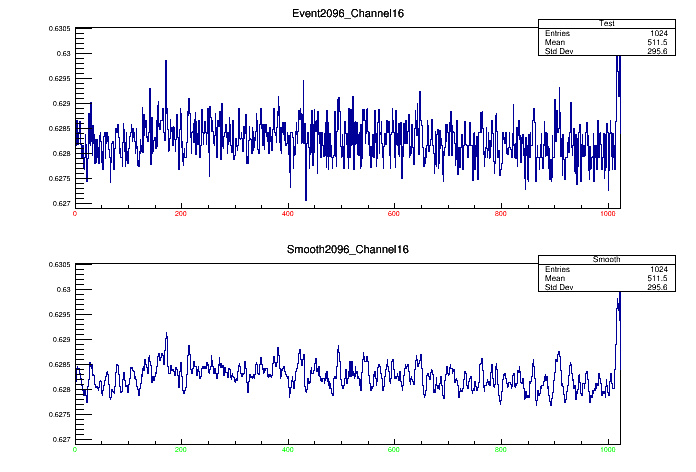 Event2096_Channel16
Test
Entries 1024
Mean 511.5
Std Dev 295.6
0.6305
0.63
0.6295
0.629
0.6285
0.628
0.6275
0.627
0 200 400 600 800 1000
Smooth2096_Channel16
Smooth
Entries 1024
Mean 511.5
Std Dev 295.6
0.6305
0.63
0.6295
0.629
0.6285
0.628
0.6275
0.627
0 200 400 600 800 1000